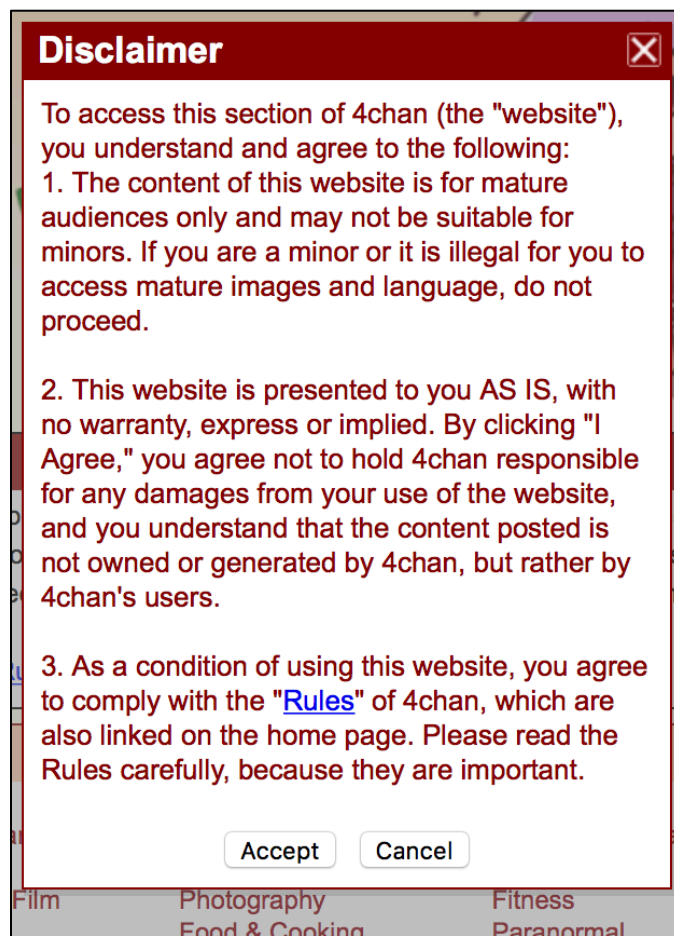 Disclaimer
To access this section of 4chan (the "website"),
you understand and agree to the following:
1. The content of this website is for mature
audiences only and may not be suitable for
minors. If you are a minor or it is illegal for you to
access mature images and language, do not
proceed.
2. This website is presented to you AS IS, with
no warranty, express or implied. By clicking "I
Agree," you agree not to hold 4chan responsible
for any damages from your use of the website,
and you understand that the content posted is
not owned or generated by 4chan, but rather by
4chan's users.
3. As a condition of using this website, you agree
to comply with the "Rules" of 4chan, which are
also linked on the home page. Please read the
Rules carefully, because they are important.
Accept Cancel
Film Photography Fitness
Food & Cooking Paranormal